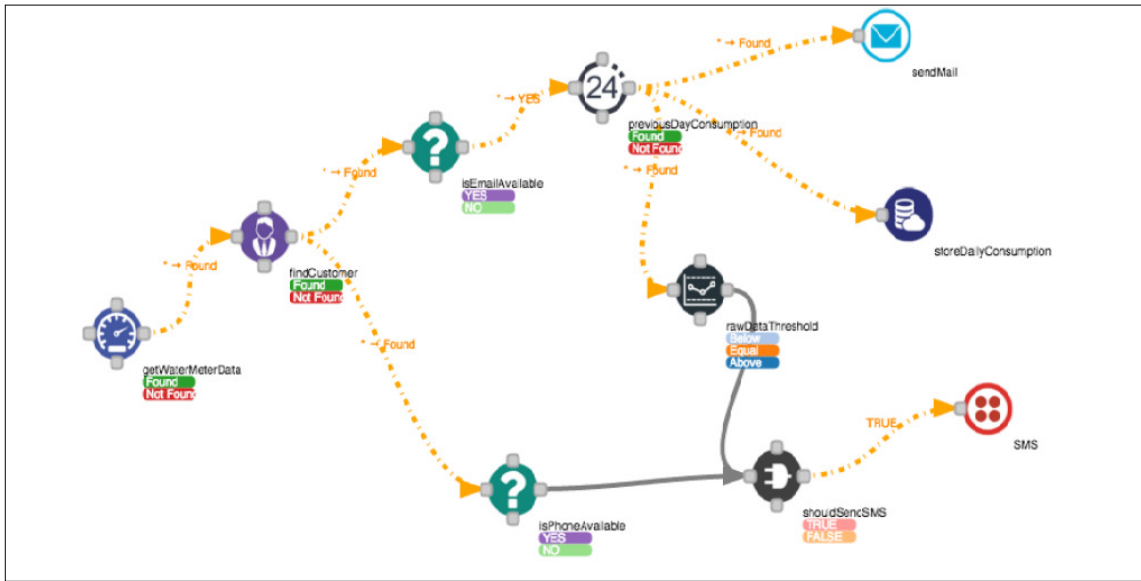 * → Found
sendMail
24
* → YES
previousDayConsumption
Found
Not Found
* → Found
* → Found
* → Found
isEmailAvailable
YES
NO
storeDailyConsumption
* → Found
findCustomer
Found
Not Found
rawDataThreshold
Below
Equal
Above
* → Found
getWaterMeterData
Found
Not Found
TRUE
SMS
isPhoneAvailable
YES
NO
shouldSendSMS
TRUE
FALSE